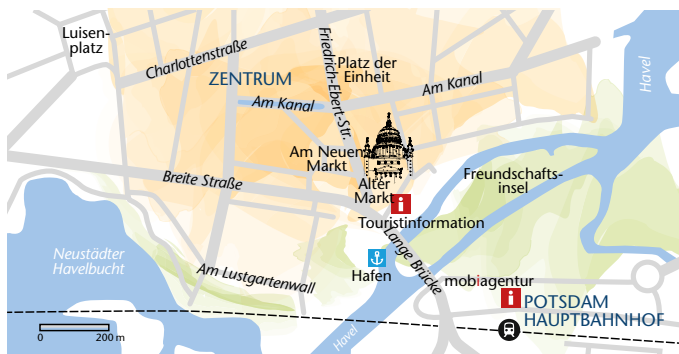 Luisen-
platz
Charlottenstraße
Friedrich-Ebert-Str.
Platz der
Einheit
Havel
ZENTRUM
Am Kanal
Am Kanal
Am Neuen
Markt
Alter
Markt
Freundschafts-
insel
Breite Straße
i
Touristinformation
Lange Brücke
Neustädter
Havelbucht
Am Lustgartenwall
Hafen
mobiagentur
i
POTSDAM
HAUPTBAHNHOF
Havel
0
200 m